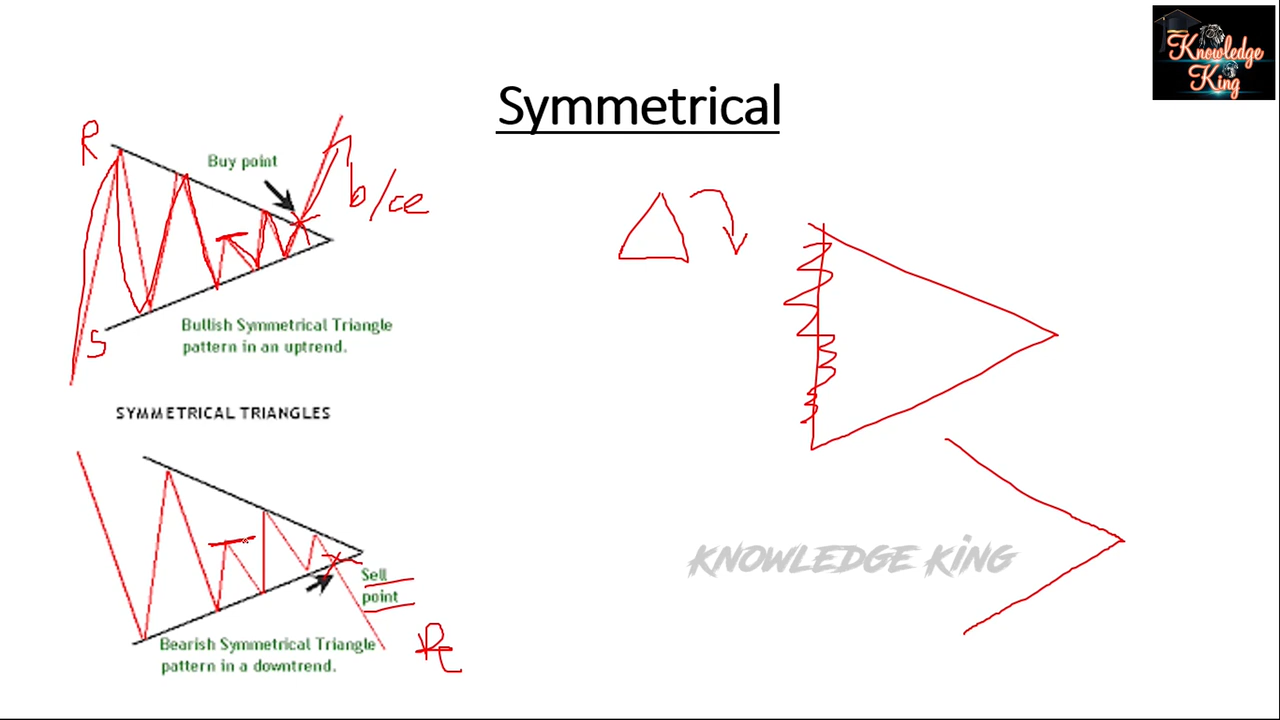 Knowledge
King
Symmetrical
R
Buy point
b/ce
S
Bullish Symmetrical Triangle
pattern in an uptrend.
SYMMETRICAL TRIANGLES
KNOWLEDGE KING
Sell
point
Bearish Symmetrical Triangle
pattern in a downtrend.